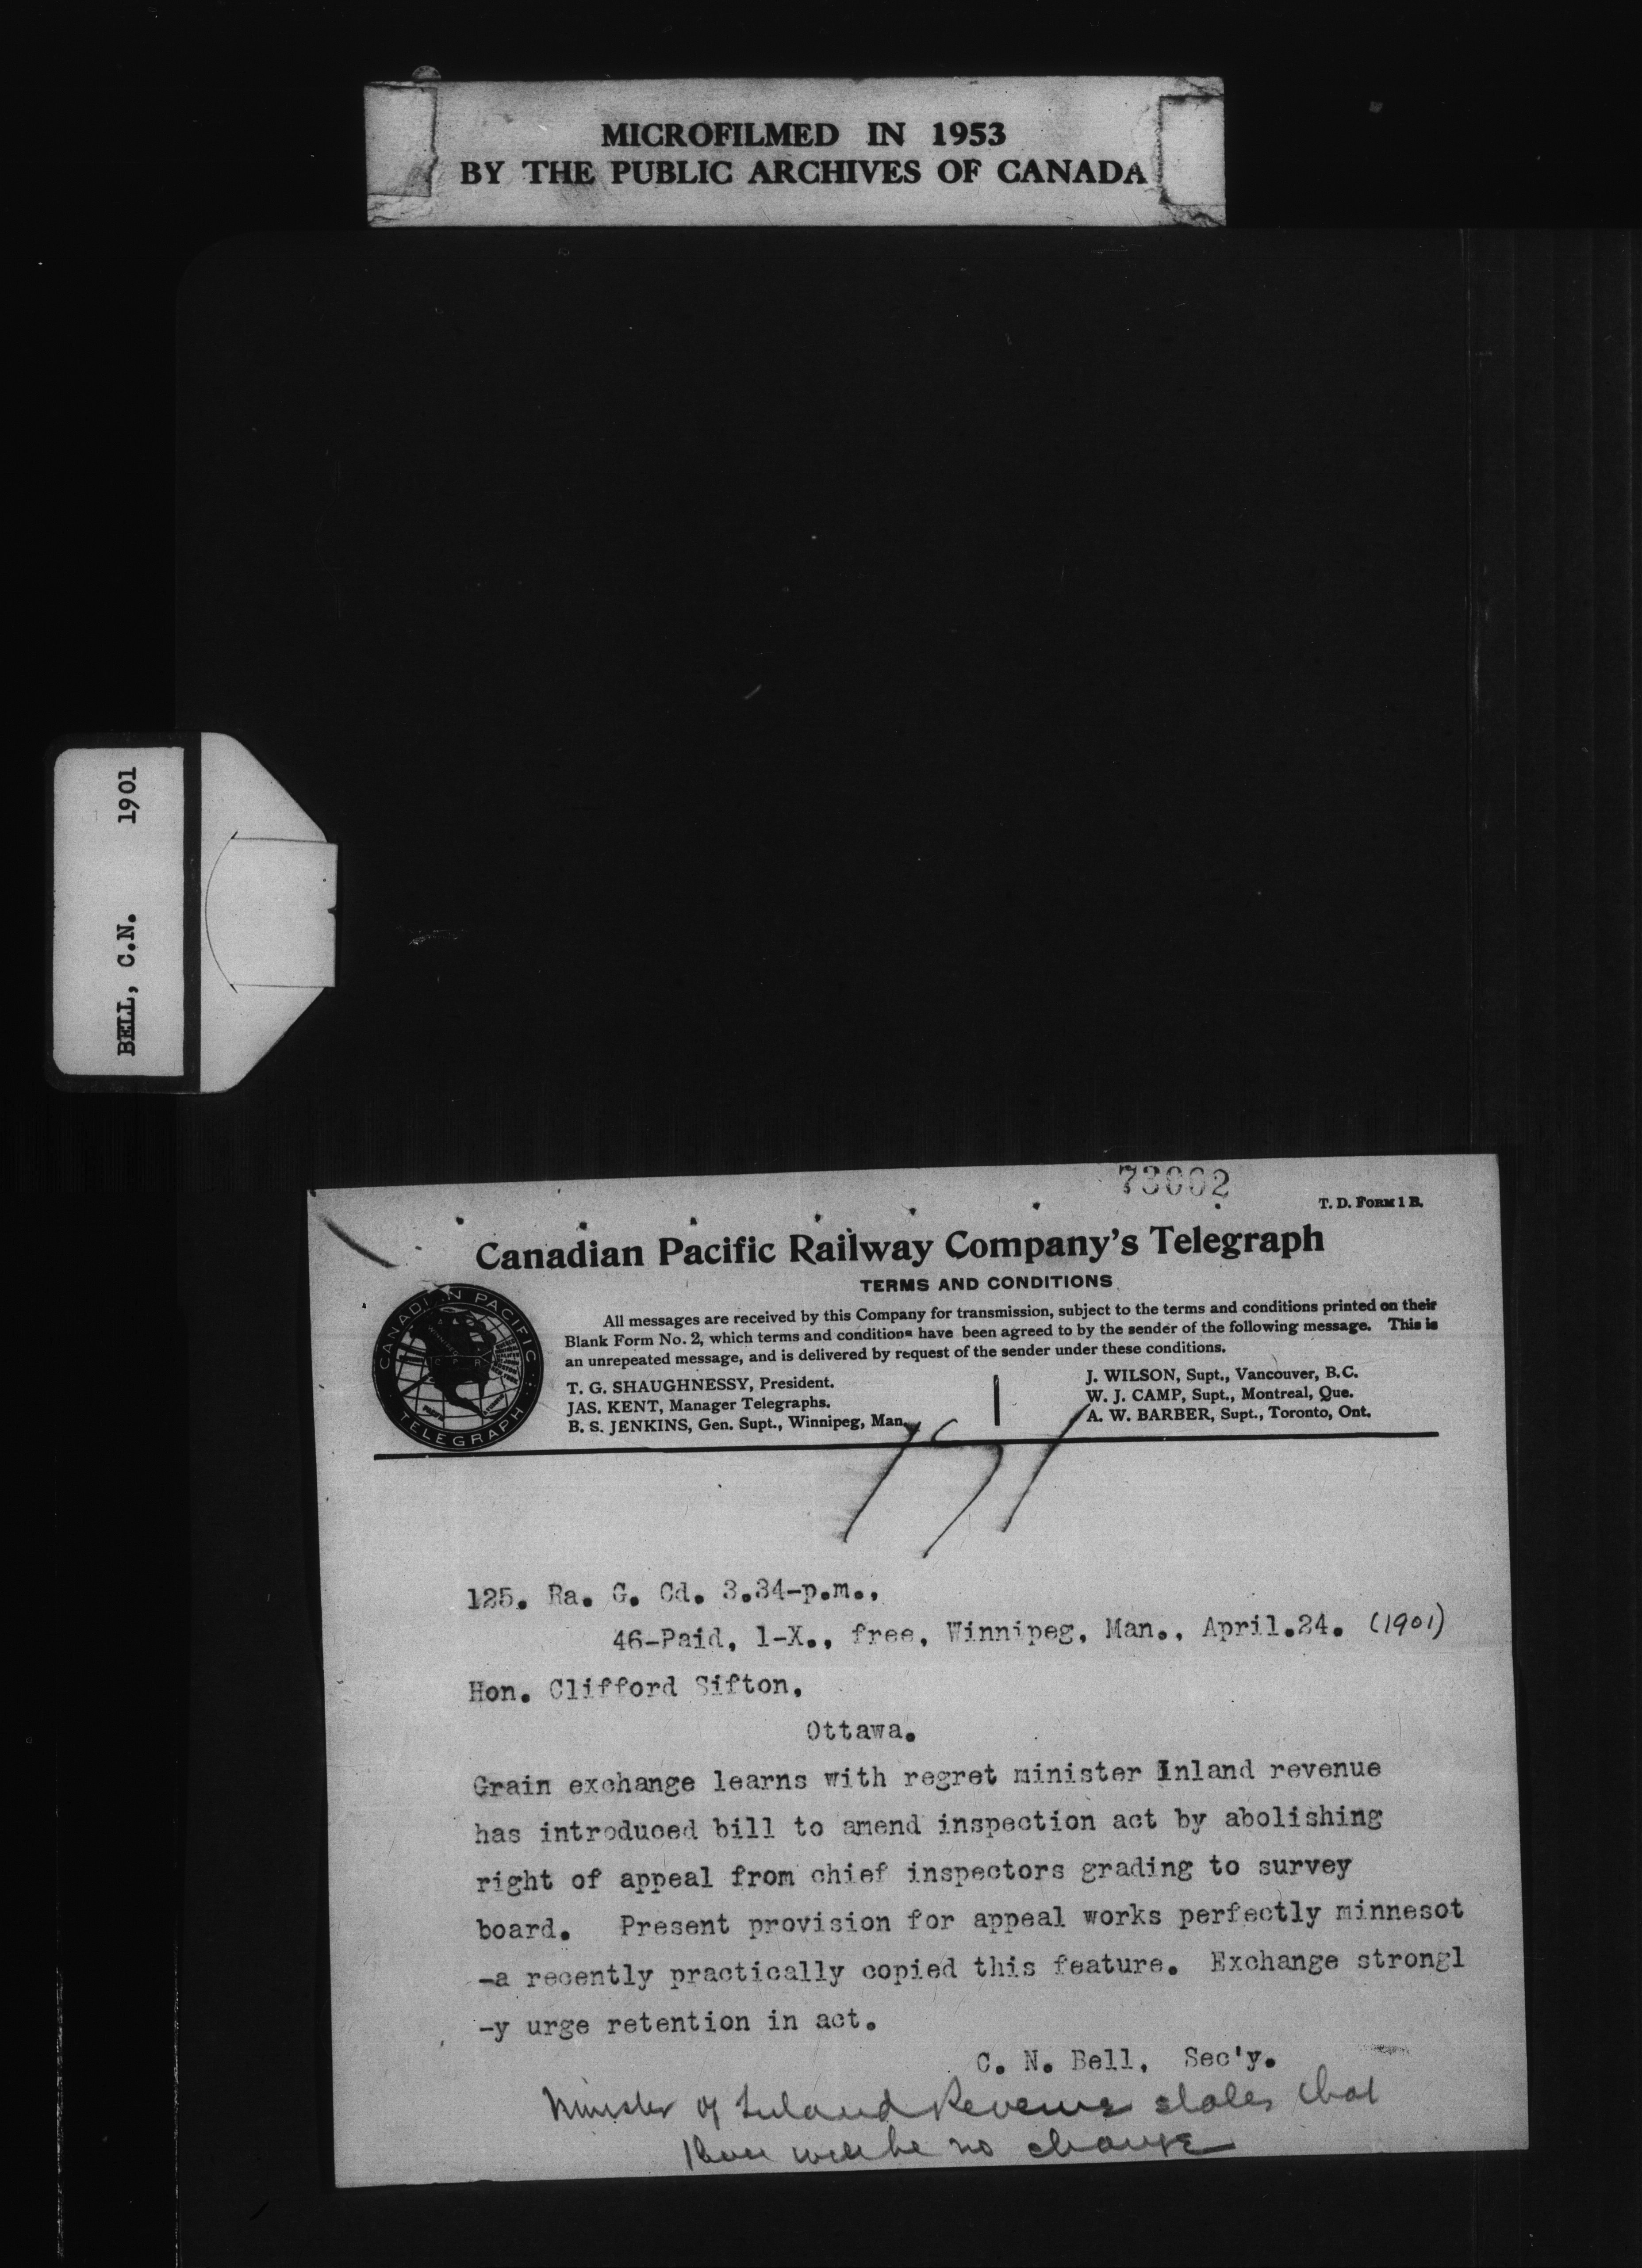 MICROFILMED IN 1953
BY THE PUBLIC ARCHIVES OF CANADA
BELL, C.N. 1901
73002
T. D. FORM 1 B.
Canadian Pacific Railway Company's Telegraph
TERMS AND CONDITIONS
All messages are received by this Company for transmission, subject to the terms and conditions printed on their
Blank Form No. 2, which terms and conditions have been agreed to by the sender of the following message. This is
an unrepeated message, and is delivered by request of the sender under these conditions.
CANADIAN PACIFIC
TELEGRAPH
T. G. SHAUGHNESSY, President.
JAS. KENT, Manager Telegraphs.
B. S. JENKINS, Gen. Supt., Winnipeg, Man.
J. WILSON, Supt., Vancouver, B.C.
W. J. CAMP, Supt., Montreal, Que.
A. W. BARBER, Supt., Toronto, Ont.
125. Ra. G. Cd. 3.34-p.m.,
46-Paid, 1-X., free, Winnipeg, Man., April.24. (1901)
Hon. Clifford Sifton,
Ottawa.
Grain exchange learns with regret minister Inland revenue
has introduced bill to amend inspection act by abolishing
right of appeal from chief inspectors grading to survey
board. Present provision for appeal works perfectly minnesot
-a recently practically copied this feature. Exchange strongl
-y urge retention in act.
C. N. Bell, Sec'y.
Minister of Inland Revenue states that
there will be no change